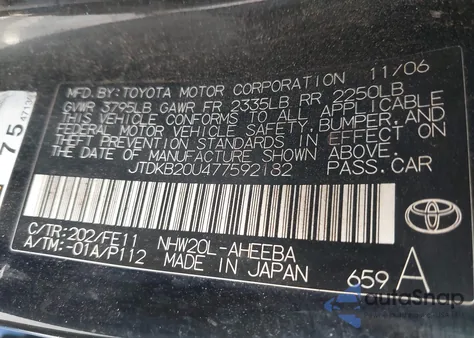 MFD. BY: TOYOTA MOTOR CORPORATION 11/06
GVWR 3795LB GAWR FR 2335LB RR 2250LB
THIS VEHICLE CONFORMS TO ALL APPLICABLE
FEDERAL MOTOR VEHICLE SAFETY, BUMPER, AND
THEFT PREVENTION STANDARDS IN EFFECT ON
THE DATE OF MANUFACTURE SHOWN ABOVE.
JTDKB20U477592182 PASS. CAR
C/TR:202/FE11 NHW20L-AHEEBA
A/TM:-01A/P112 MADE IN JAPAN 659 A
75
autoSnap